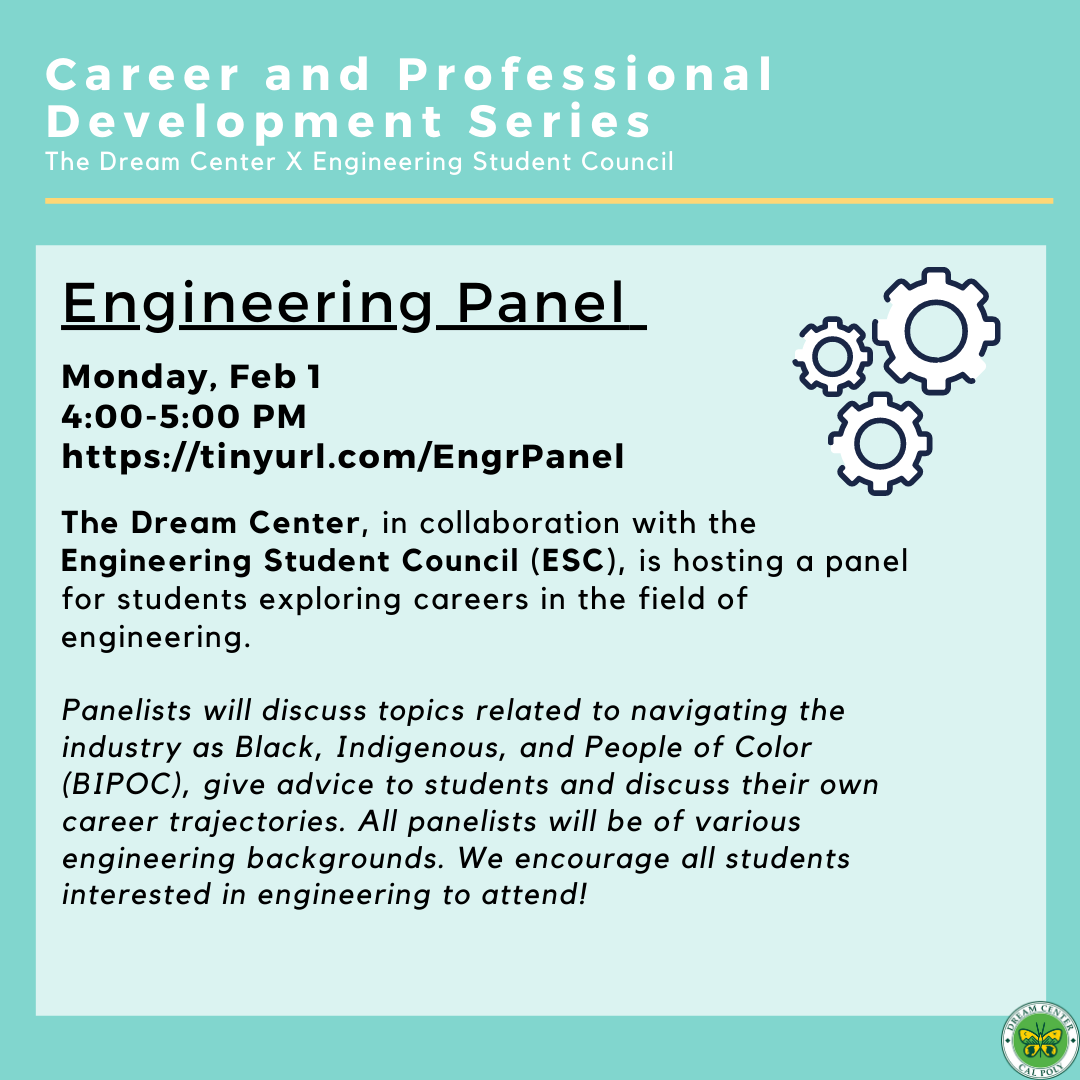 Career and Professional
Development Series
The Dream Center X Engineering Student Council
Engineering Panel
Monday, Feb 1
4:00-5:00 PM
https://tinyurl.com/EngrPanel
The Dream Center, in collaboration with the
Engineering Student Council (ESC), is hosting a panel
for students exploring careers in the field of
engineering.
Panelists will discuss topics related to navigating the
industry as Black, Indigenous, and People of Color
(BIPOC), give advice to students and discuss their own
career trajectories. All panelists will be of various
engineering backgrounds. We encourage all students
interested in engineering to attend!
DREAM CENTER
CAL POLY